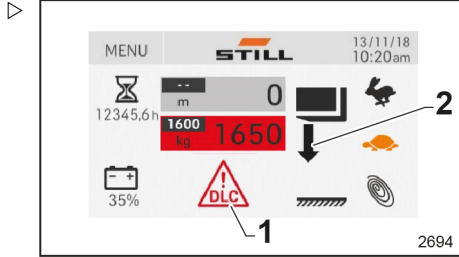 MENU STILL 13/11/18
10:20am
-- 0
m
12345,6 h
1600 1650
kg
2
DLC
- +
35%
1
2694